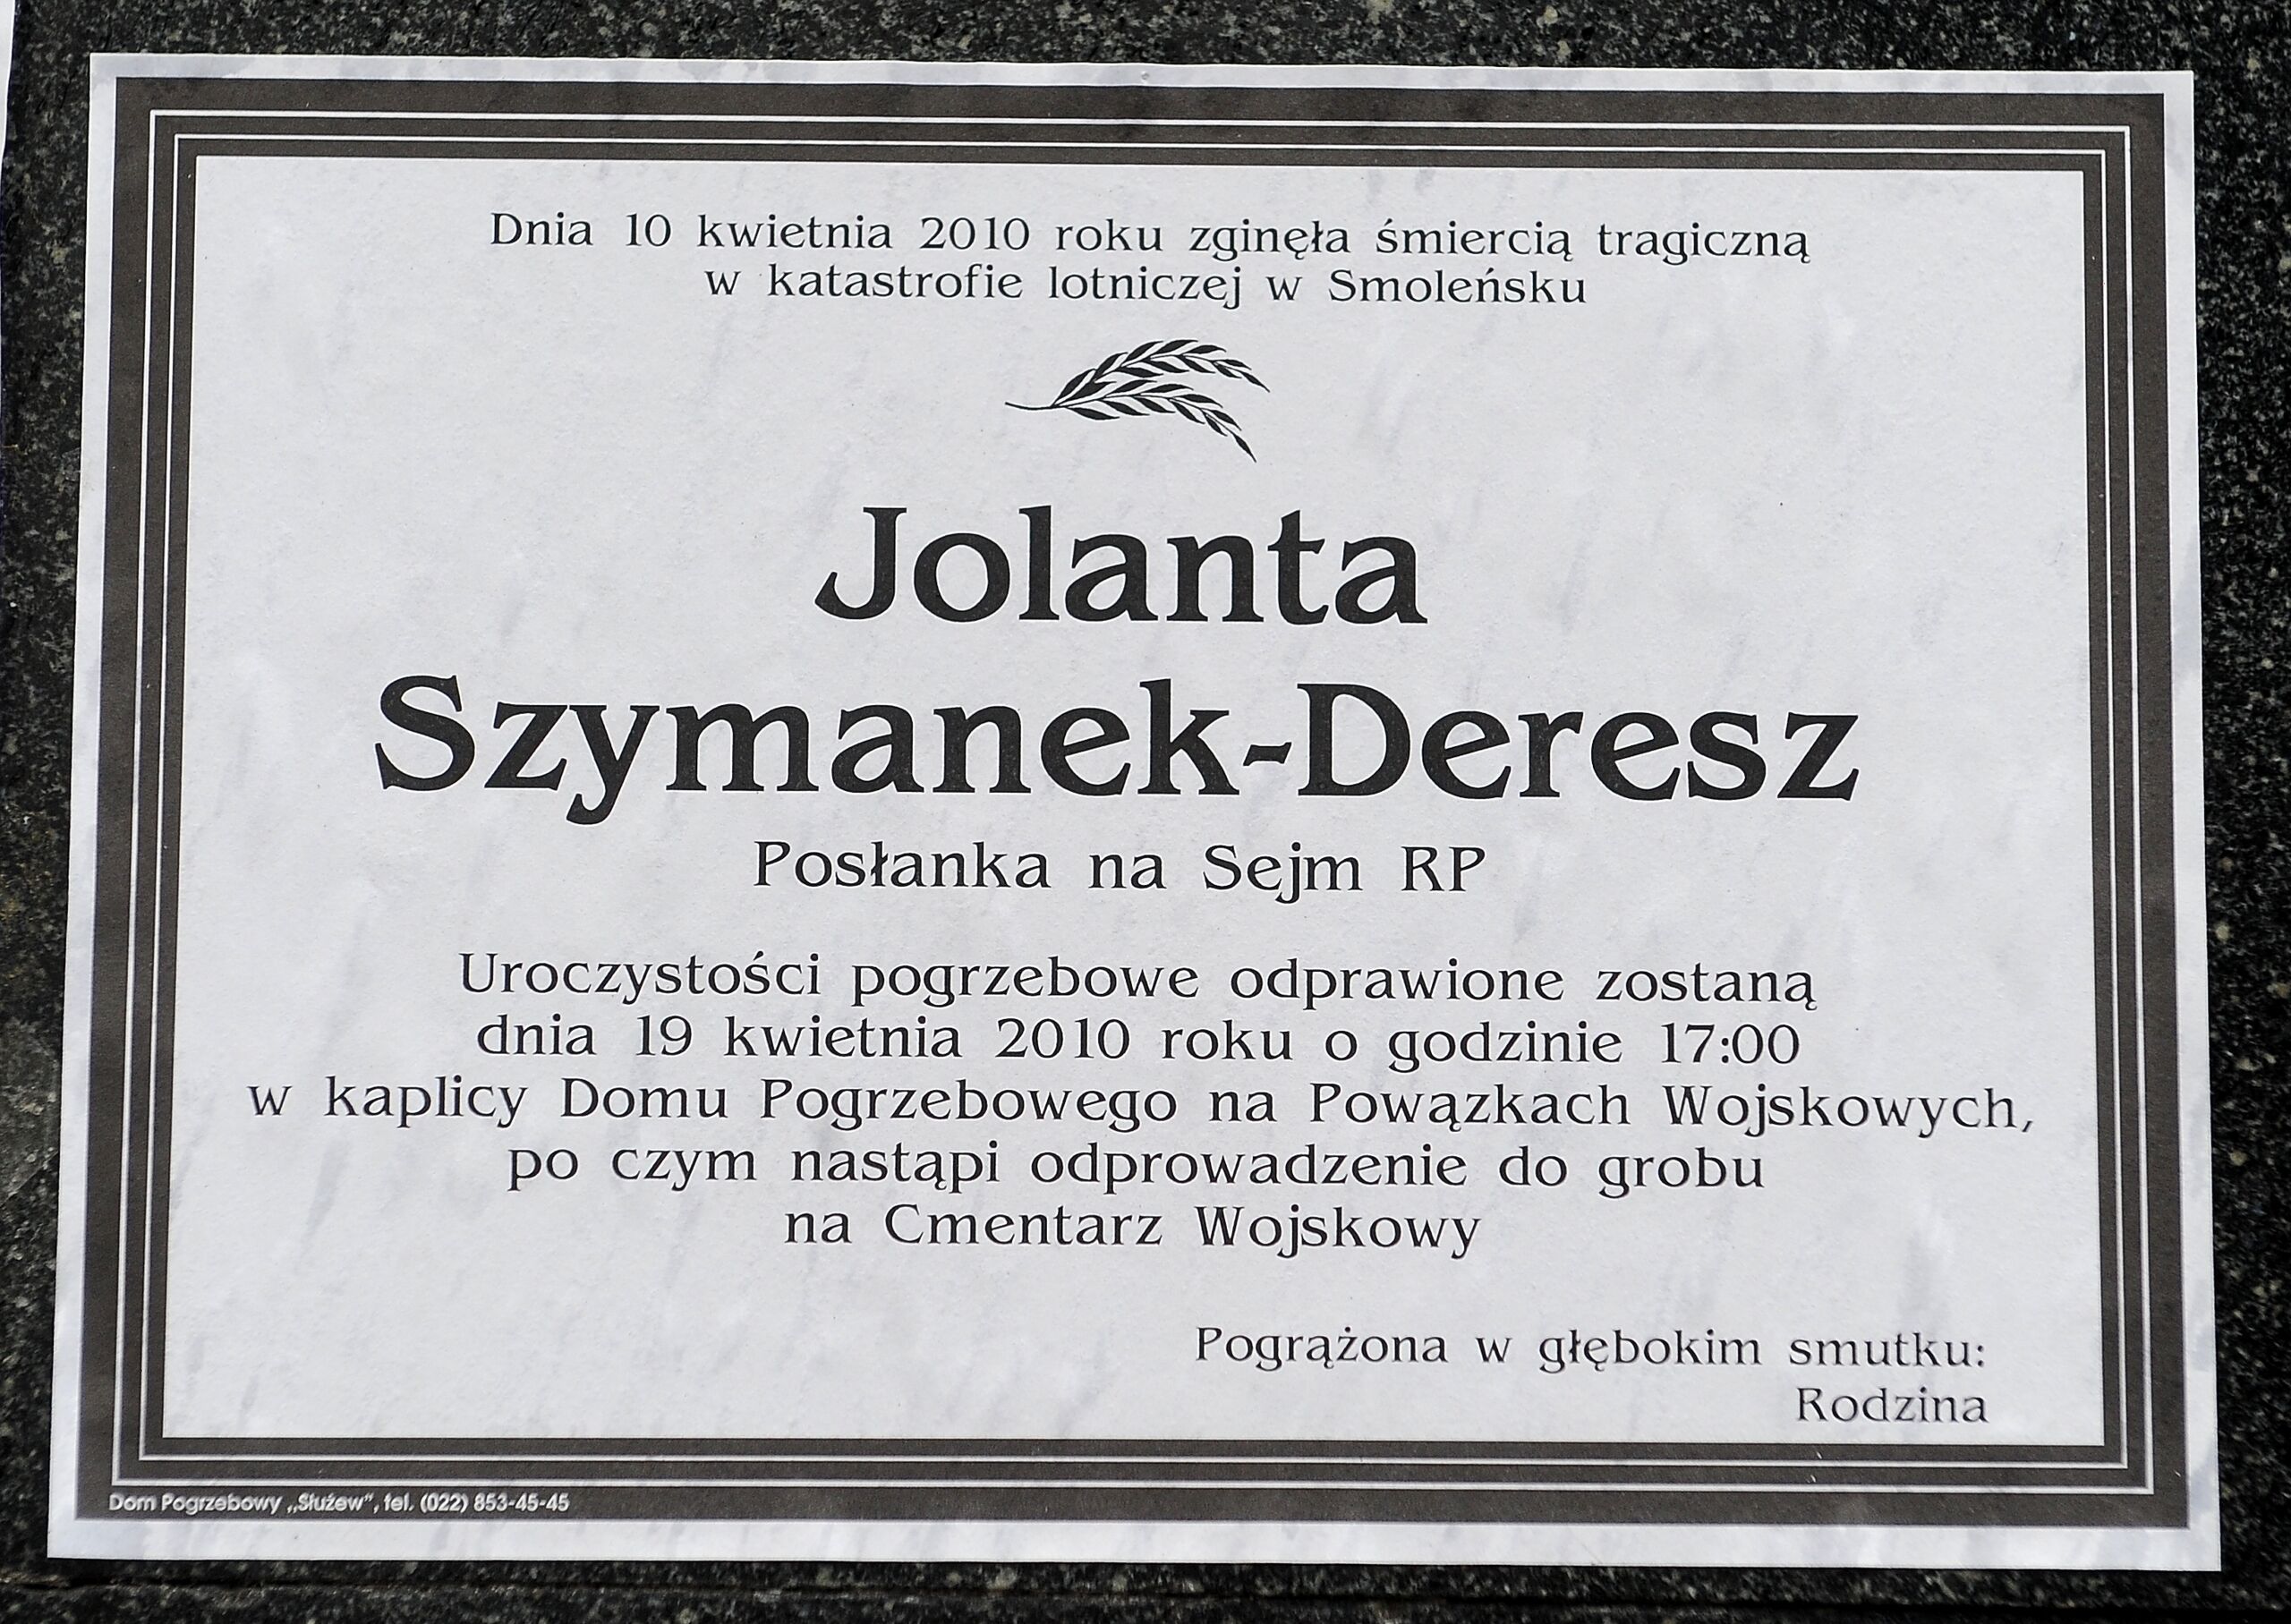 Dnia 10 kwietnia 2010 roku zginęła śmiercią tragiczną
w katastrofie lotniczej w Smoleńsku
Jolanta
Szymanek-Deresz
Posłanka na Sejm RP
Uroczystości pogrzebowe odprawione zostaną
dnia 19 kwietnia 2010 roku o godzinie 17:00
w kaplicy Domu Pogrzebowego na Powązkach Wojskowych,
po czym nastąpi odprowadzenie do grobu
na Cmentarz Wojskowy
Pogrążona w głębokim smutku:
Rodzina
Dom Pogrzebowy „Służew”, tel. (022) 853-45-45